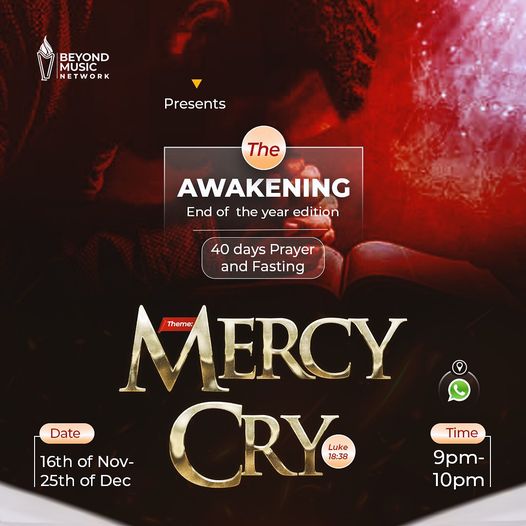 BEYOND
MUSIC
NETWORK
Presents
The
AWAKENING
End of the year edition
40 days Prayer
and Fasting
Theme:
MERCY
CRY
Luke
18:38
Date
16th of Nov-
25th of Dec
Time
9pm-
10pm